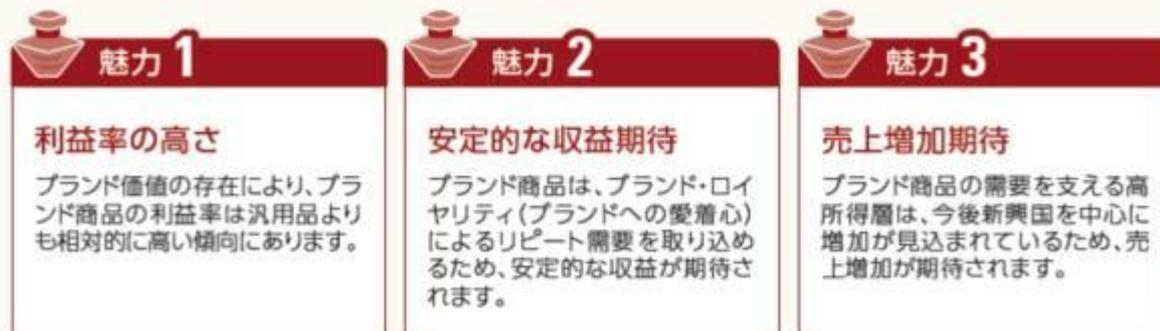 魅力 1
利益率の高さ
ブランド価値の存在により、ブラ
ンド商品の利益率は汎用品より
も相対的に高い傾向にあります。
魅力 2
安定的な収益期待
ブランド商品は、ブランド・ロイ
ヤリティ(ブランドへの愛着心)
によるリピート需要を取り込め
るため、安定的な収益が期待さ
れます。
魅力 3
売上増加期待
ブランド商品の需要を支える高
所得層は、今後新興国を中心に
増加が見込まれているため、売
上増加が期待されます。